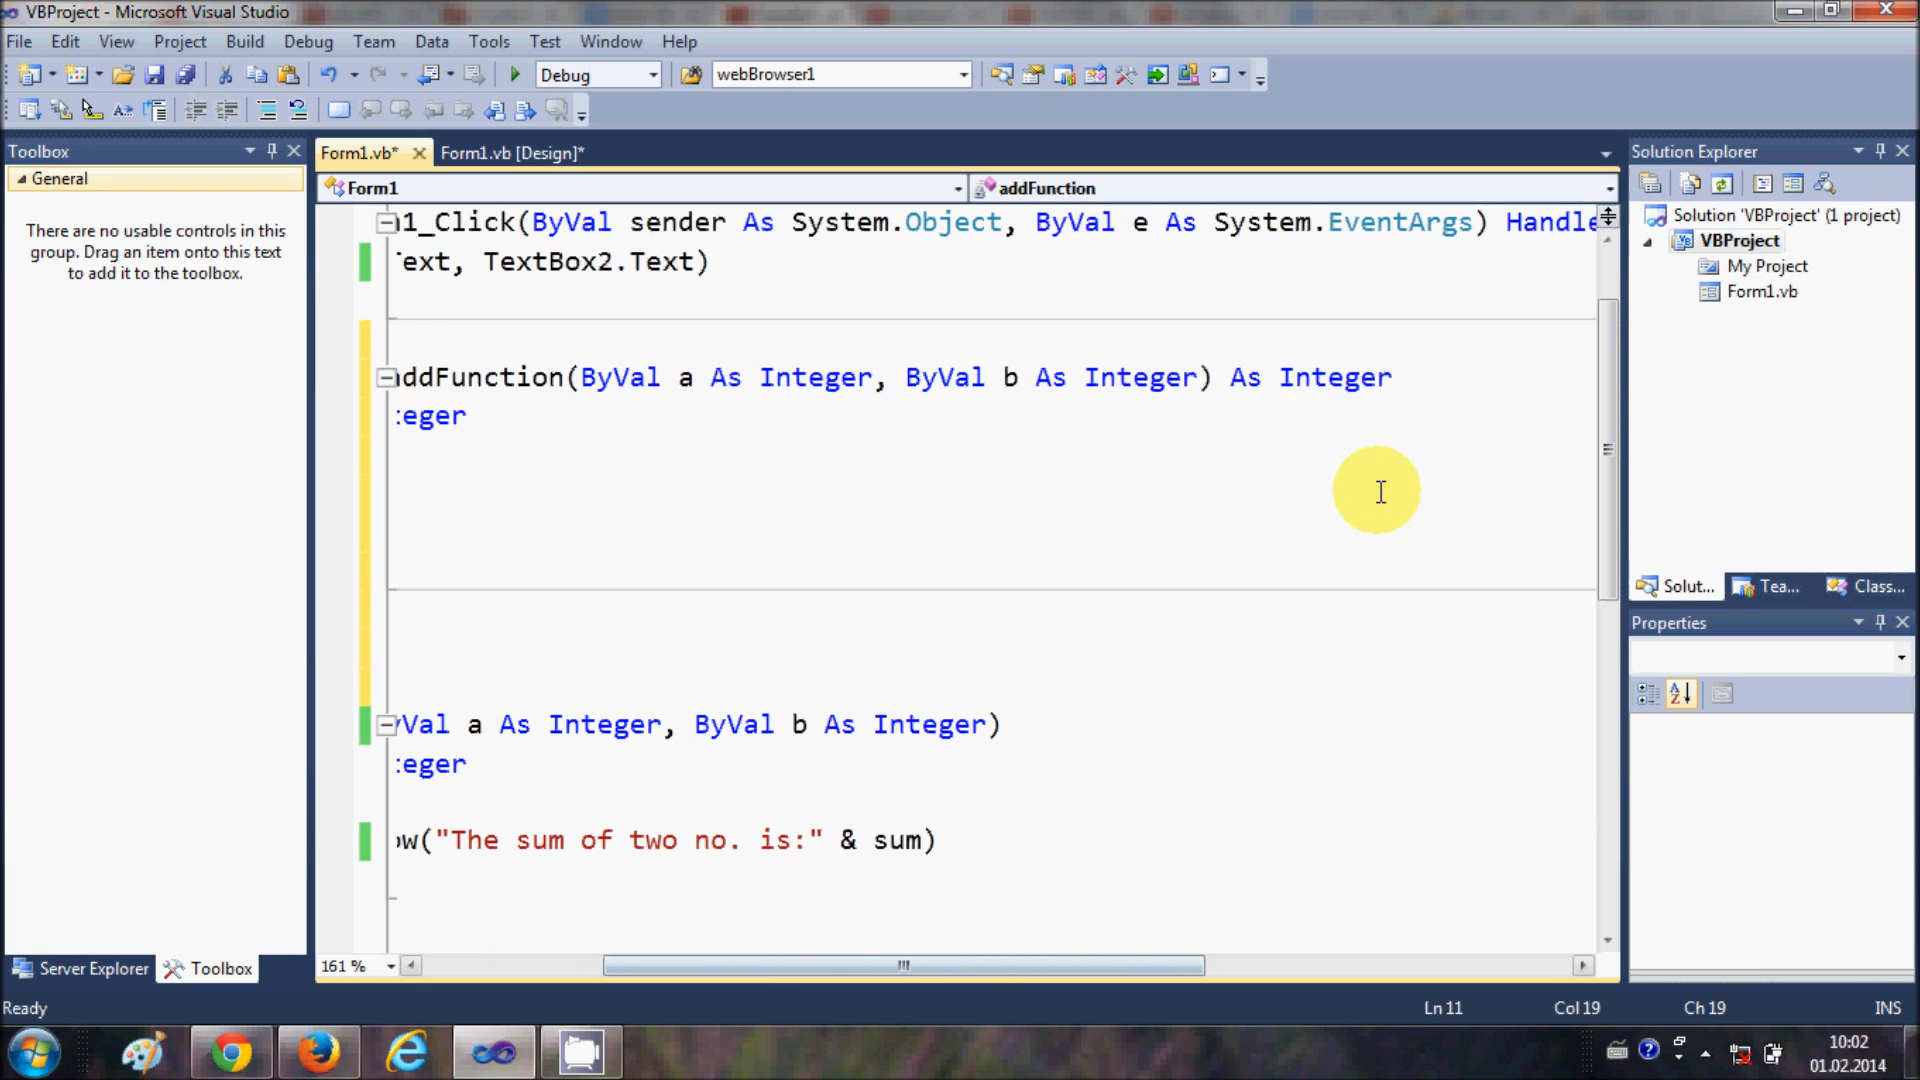 VBProject - Microsoft Visual Studio
File Edit View Project Build Debug Team Data Tools Test Window Help
Debug webBrowser1
Toolbox
General
There are no usable controls in this
group. Drag an item onto this text
to add it to the toolbox.
Server Explorer Toolbox
Form1.vb* Form1.vb [Design]*
Form1 addFunction
1_Click(ByVal sender As System.Object, ByVal e As System.EventArgs) Handle
Text, TextBox2.Text)
addFunction(ByVal a As Integer, ByVal b As Integer) As Integer
teger
yVal a As Integer, ByVal b As Integer)
teger
ow("The sum of two no. is:" & sum)
161 %
Solution Explorer
Solution 'VBProject' (1 project)
VBProject
My Project
Form1.vb
Solut... Tea... Class...
Properties
Ready Ln 11 Col 19 Ch 19 INS
10:02
01.02.2014